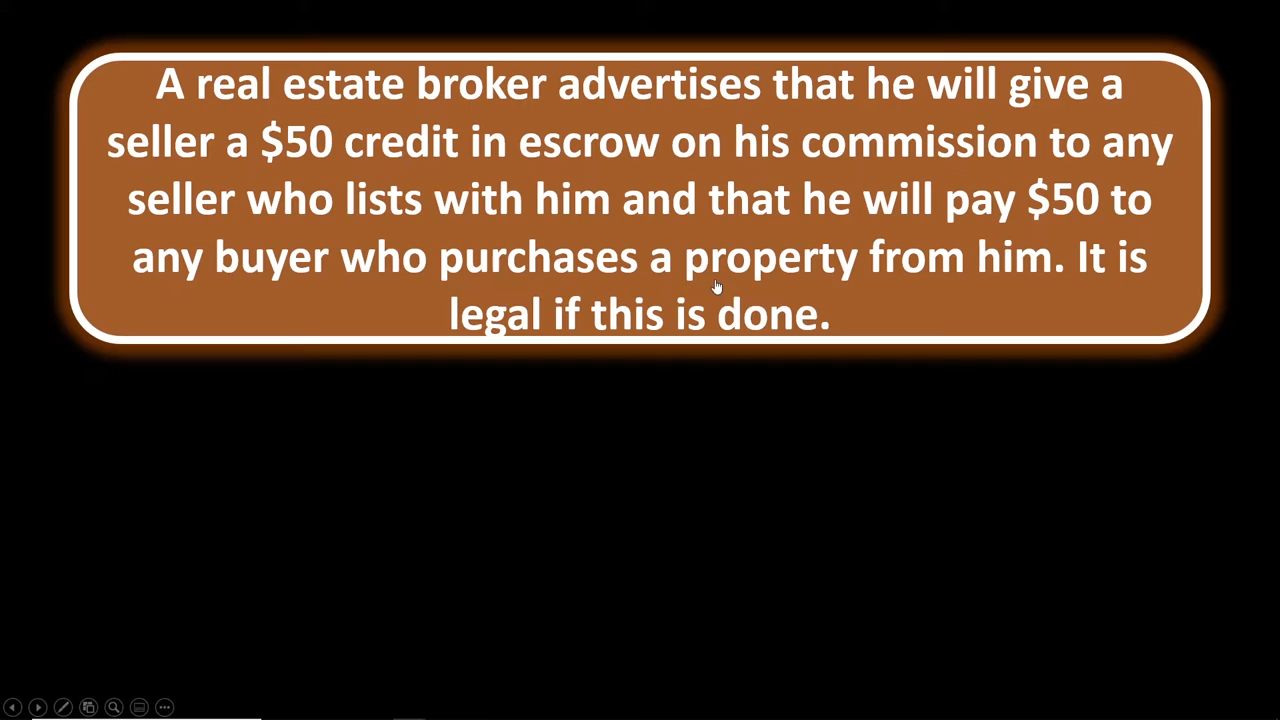 A real estate broker advertises that he will give a
seller a $50 credit in escrow on his commission to any
seller who lists with him and that he will pay $50 to
any buyer who purchases a property from him. It is
legal if this is done.